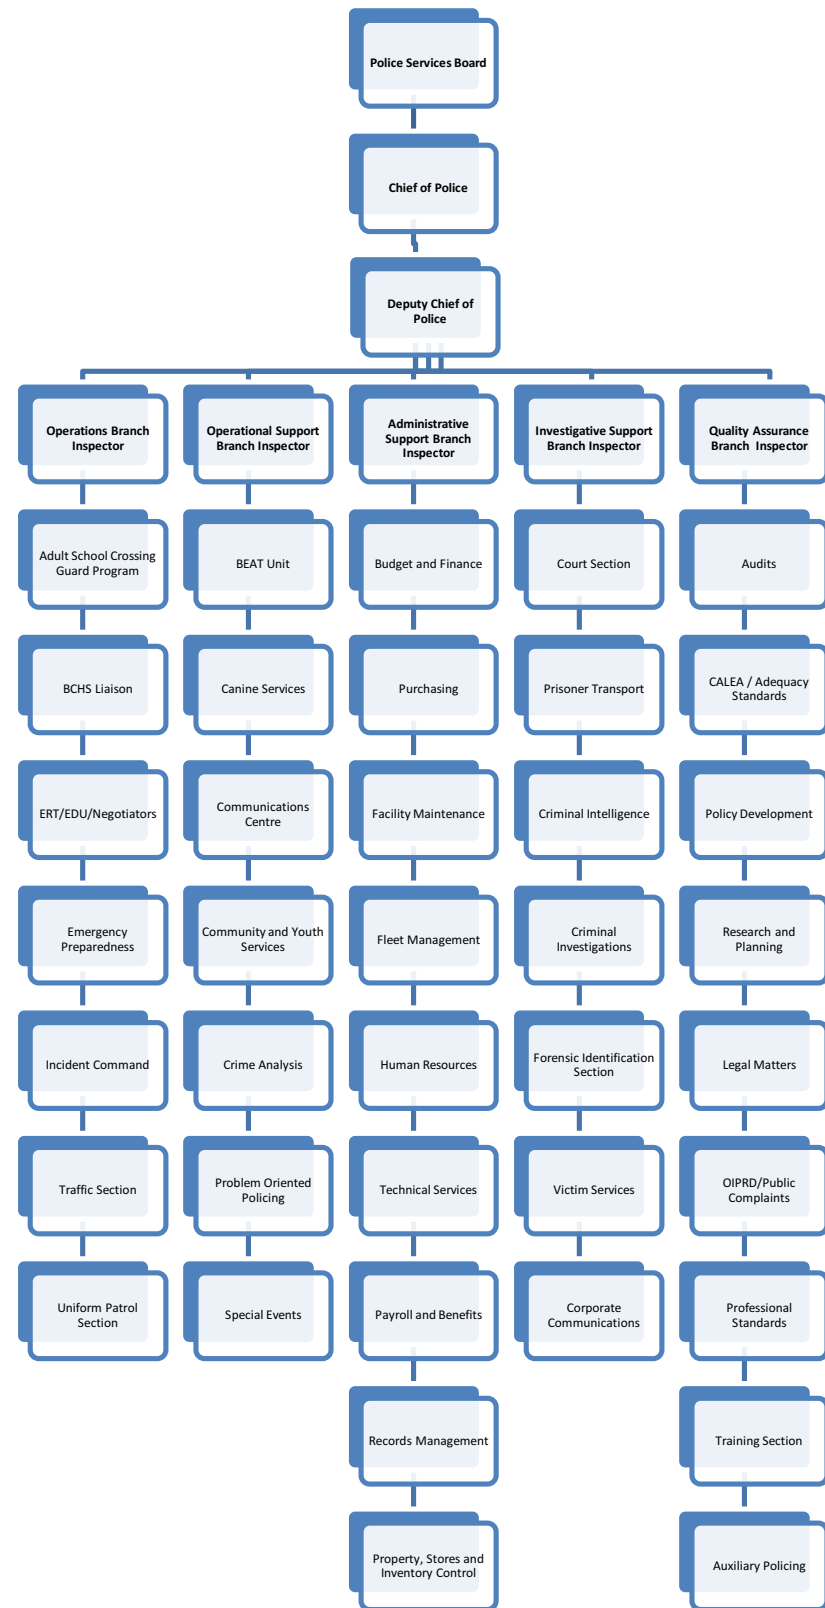 Police Services Board
Chief of Police
Deputy Chief of
Police
Operations Branch
Inspector
Operational Support
Branch Inspector
Administrative
Support Branch
Inspector
Investigative Support
Branch Inspector
Quality Assurance
Branch Inspector
Adult School Crossing
Guard Program
BEAT Unit
Budget and Finance
Court Section
Audits
BCHS Liaison
Canine Services
Purchasing
Prisoner Transport
CALEA / Adequacy
Standards
ERT/EDU/Negotiators
Communications
Centre
Facility Maintenance
Criminal Intelligence
Policy Development
Emergency
Preparedness
Community and Youth
Services
Fleet Management
Criminal
Investigations
Research and
Planning
Incident Command
Crime Analysis
Human Resources
Forensic Identification
Section
Legal Matters
Traffic Section
Problem Oriented
Policing
Technical Services
Victim Services
OIPRD/Public
Complaints
Uniform Patrol
Section
Special Events
Payroll and Benefits
Corporate
Communications
Professional
Standards
Records Management
Training Section
Property, Stores and
Inventory Control
Auxiliary Policing